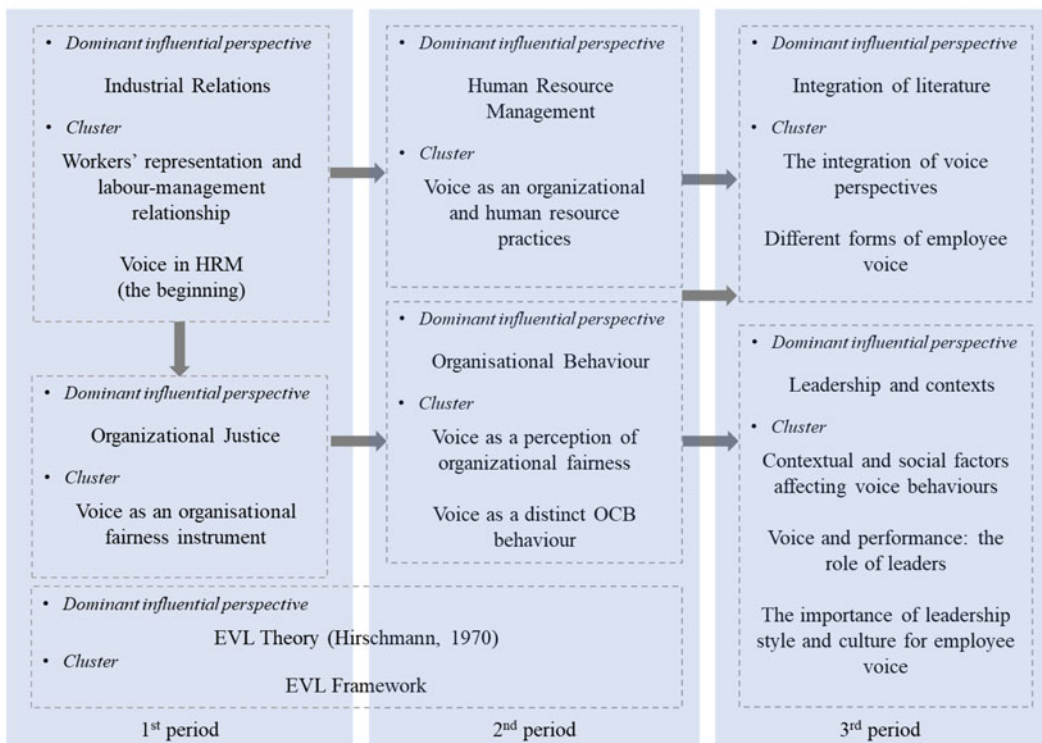 • Dominant influential perspective
Industrial Relations
• Cluster
Workers' representation and
labour-management
relationship
Voice in HRM
(the beginning)
• Dominant influential perspective
Organizational Justice
• Cluster
Voice as an organisational
fairness instrument
• Dominant influential perspective
EVL Theory (Hirschmann, 1970)
• Cluster
EVL Framework
1st period
• Dominant influential perspective
Human Resource
Management
• Cluster
Voice as an organizational
and human resource
practices
• Dominant influential perspective
Organisational Behaviour
• Cluster
Voice as a perception of
organizational fairness
Voice as a distinct OCB
behaviour
2nd period
• Dominant influential perspective
Integration of literature
• Cluster
The integration of voice
perspectives
Different forms of employee
voice
• Dominant influential perspective
Leadership and contexts
• Cluster
Contextual and social factors
affecting voice behaviours
Voice and performance: the
role of leaders
The importance of leadership
style and culture for employee
voice
3rd period